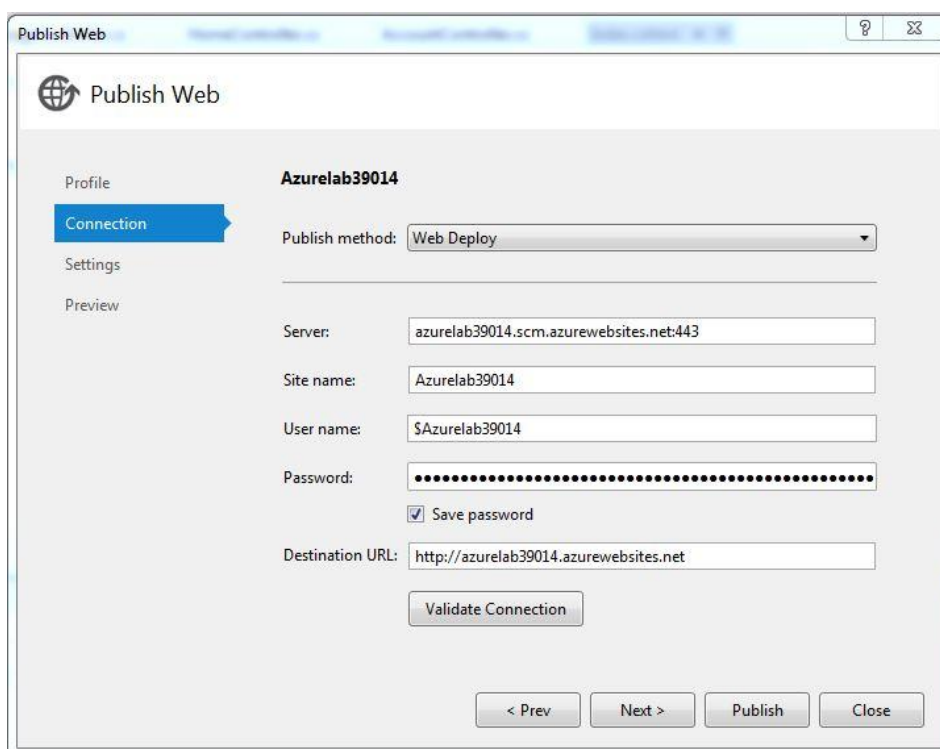 Publish Web
Publish Web
Profile
Connection
Settings
Preview
Azurelab39014
Publish method: Web Deploy
Server: azurelab39014.scm.azurewebsites.net:443
Site name: Azurelab39014
User name: $Azurelab39014
Password: ••••••••••••••••••••••••••••••••••••••••••••••••••
Save password
Destination URL: http://azurelab39014.azurewebsites.net
Validate Connection
< Prev Next > Publish Close